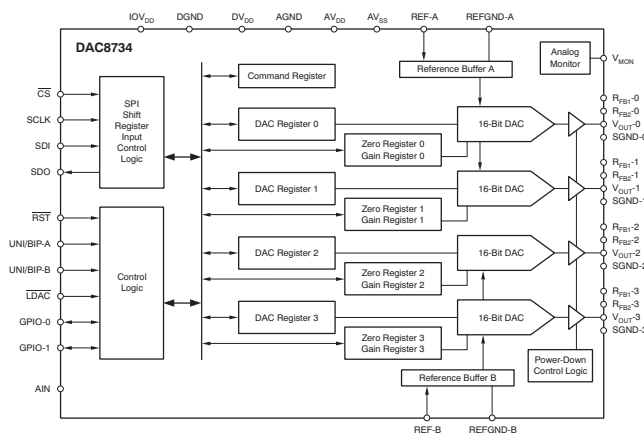 IOVDD DGND DVDD AGND AVDD AVSS REF-A REFGND-A
DAC8734
Analog
Monitor
VMON
Reference Buffer A
Command Register
CS
SCLK
SDI
SDO
SPI
Shift
Register
Input
Control
Logic
DAC Register 0
16-Bit DAC
Zero Register 0
Gain Register 0
RFB1-0
RFB2-0
VOUT-0
SGND-0
DAC Register 1
16-Bit DAC
Zero Register 1
Gain Register 1
RFB1-1
RFB2-1
VOUT-1
SGND-1
RST
UNI/BIP-A
UNI/BIP-B
LDAC
GPIO-0
GPIO-1
Control
Logic
DAC Register 2
16-Bit DAC
Zero Register 2
Gain Register 2
RFB1-2
RFB2-2
VOUT-2
SGND-2
DAC Register 3
16-Bit DAC
Zero Register 3
Gain Register 3
RFB1-3
RFB2-3
VOUT-3
SGND-3
Power-Down
Control Logic
AIN
Reference Buffer B
REF-B REFGND-B